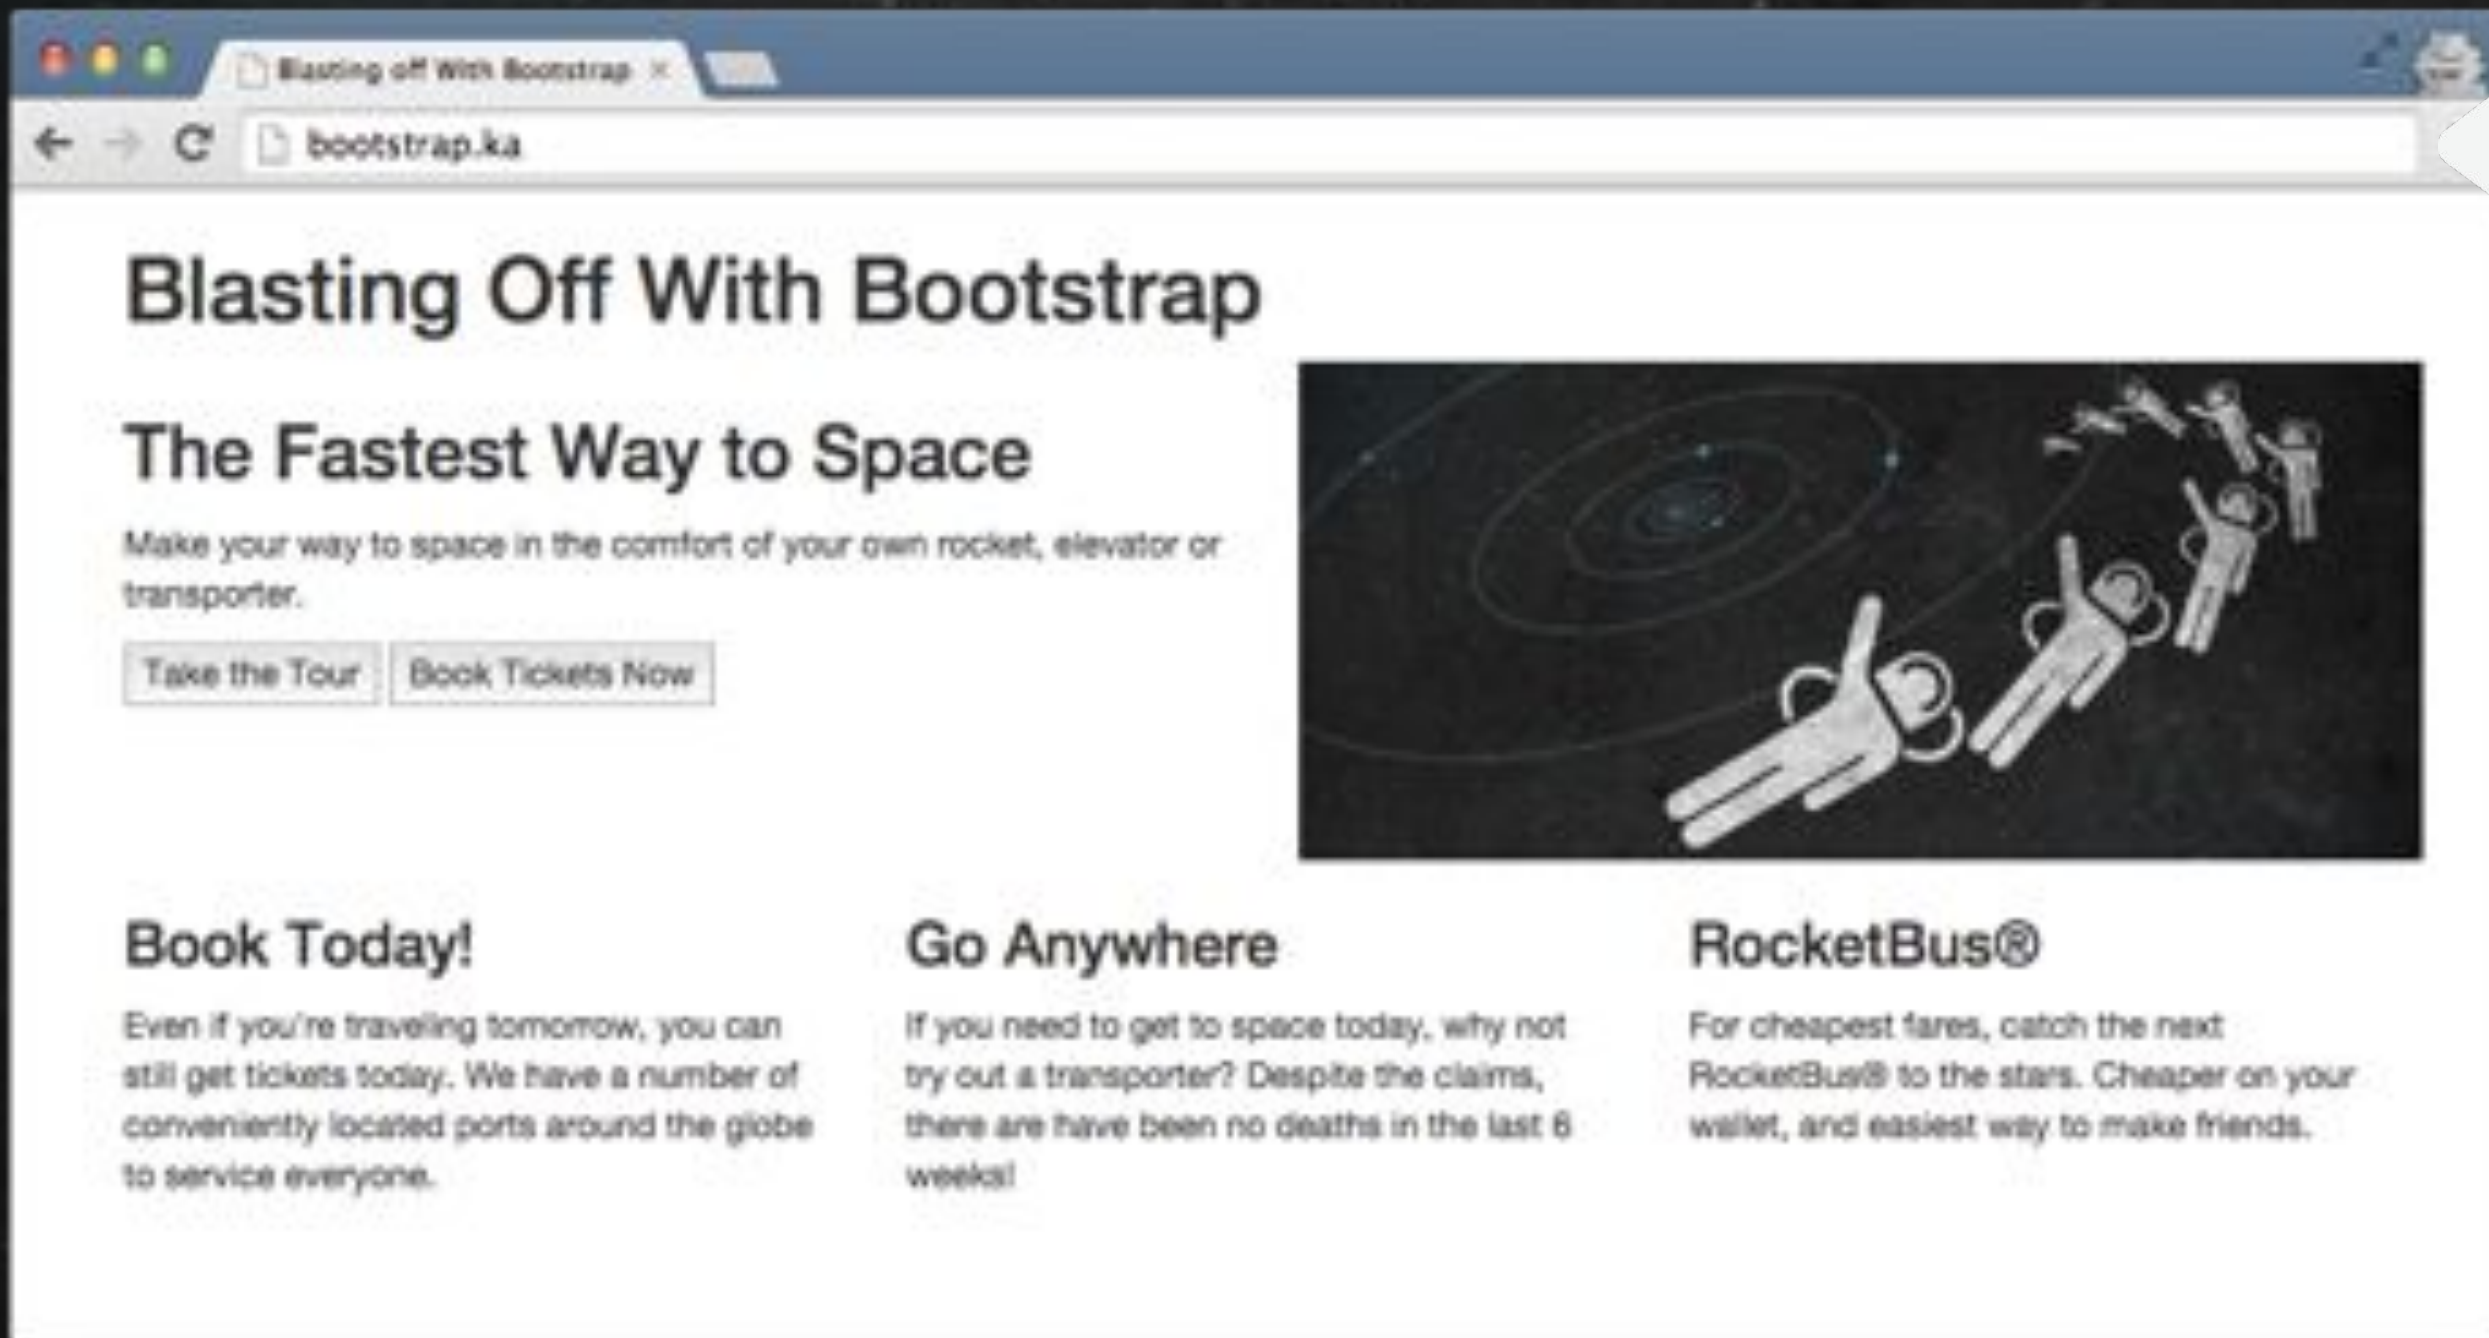 Blasting off With Bootstrap
bootstrap.ka
Blasting Off With Bootstrap
The Fastest Way to Space
Make your way to space in the comfort of your own rocket, elevator or
transporter.
Take the Tour
Book Tickets Now
Book Today!
Even if you're traveling tomorrow, you can
still get tickets today. We have a number of
conveniently located ports around the globe
to service everyone.
Go Anywhere
If you need to get to space today, why not
try out a transporter? Despite the claims,
there are have been no deaths in the last 6
weeks!
RocketBus®
For cheapest fares, catch the next
RocketBus® to the stars. Cheaper on your
wallet, and easiest way to make friends.